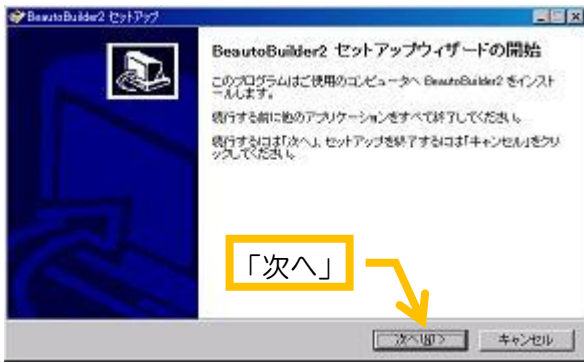 BeautoBuilder2 セットアップ
BeautoBuilder2 セットアップウィザードの開始
このプログラムはご使用のコンピュータへ BeautoBuilder2 をインスト
ールします。
続行する前に他のアプリケーションをすべて終了してください。
続行するには「次へ」、セットアップを終了するには「キャンセル」をクリ
ックしてください。
「次へ」
次へ(N) >
キャンセル